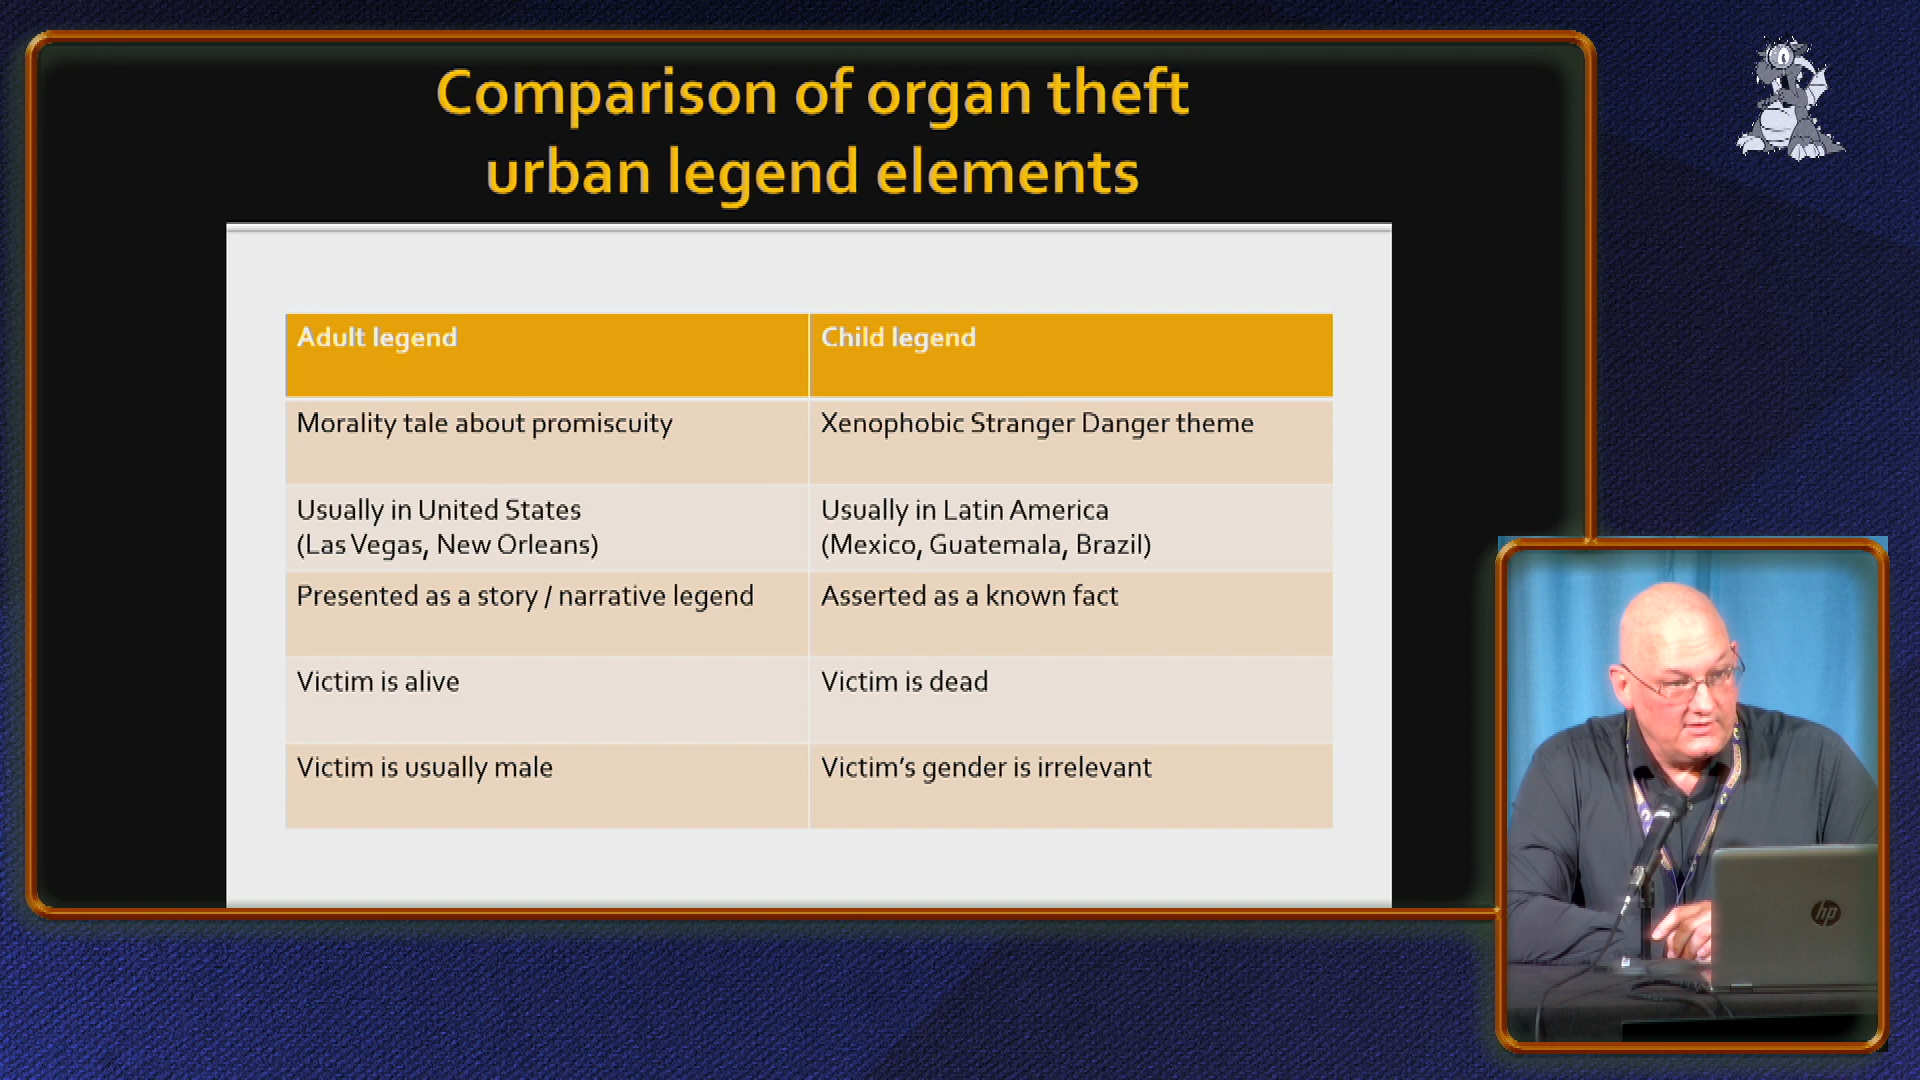 Comparison of organ theft
urban legend elements
Adult legend
Child legend
Morality tale about promiscuity
Xenophobic Stranger Danger theme
Usually in United States
(Las Vegas, New Orleans)
Usually in Latin America
(Mexico, Guatemala, Brazil)
Presented as a story / narrative legend
Asserted as a known fact
Victim is alive
Victim is dead
Victim is usually male
Victim's gender is irrelevant
hp